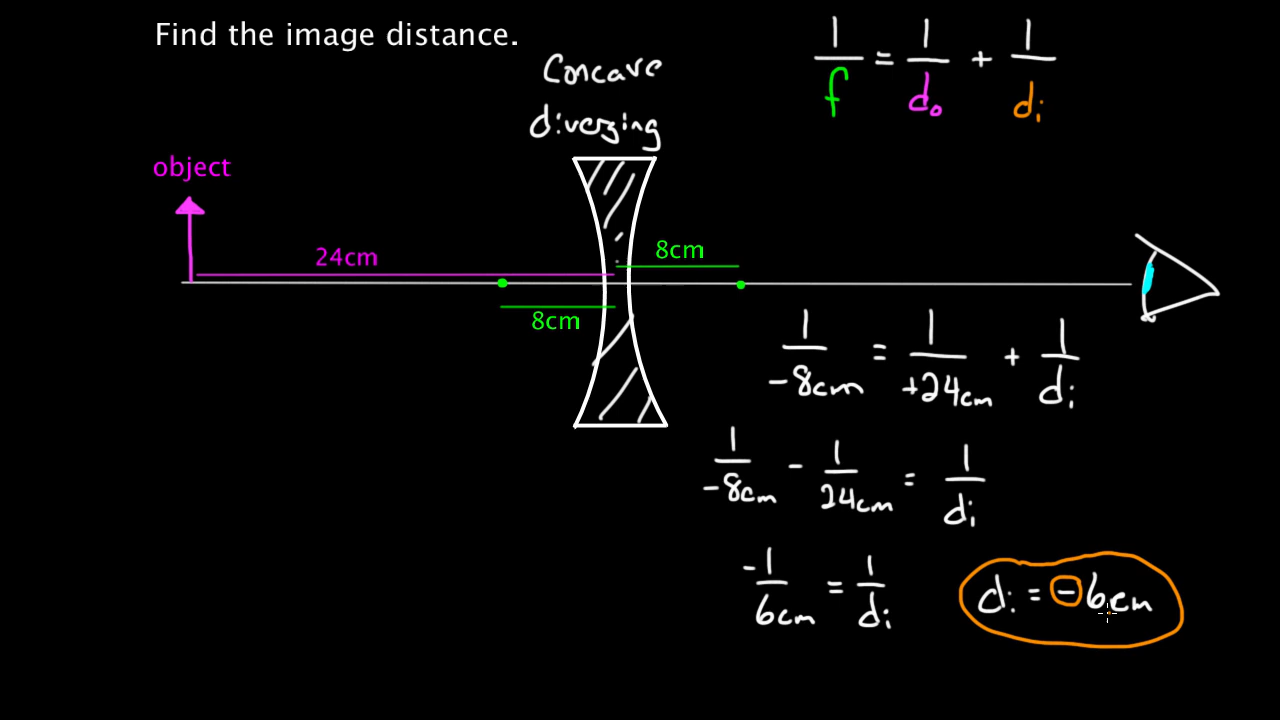 Find the image distance.
Concave
diverging
1/f = 1/do + 1/di
object
24cm
8cm
8cm
1/-8cm = 1/+24cm + 1/di
1/-8cm - 1/24cm = 1/di
-1/6cm = 1/di
di = -6cm